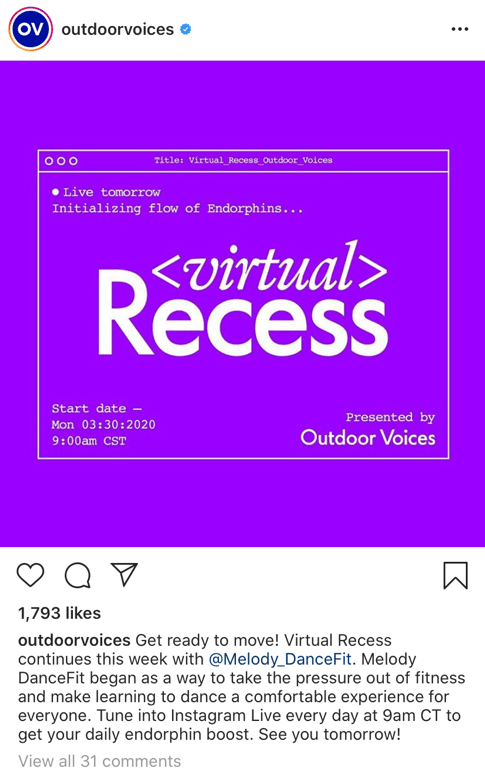 OV
outdoorvoices
Title: Virtual_Recess_Outdoor_Voices
Live tomorrow
Initializing flow of Endorphins...
<virtual>
Recess
Start date —
Mon 03:30:2020
9:00am CST
Presented by
Outdoor Voices
1,793 likes
outdoorvoices Get ready to move! Virtual Recess
continues this week with @Melody_DanceFit. Melody
DanceFit began as a way to take the pressure out of fitness
and make learning to dance a comfortable experience for
everyone. Tune into Instagram Live every day at 9am CT to
get your daily endorphin boost. See you tomorrow!
View all 31 comments